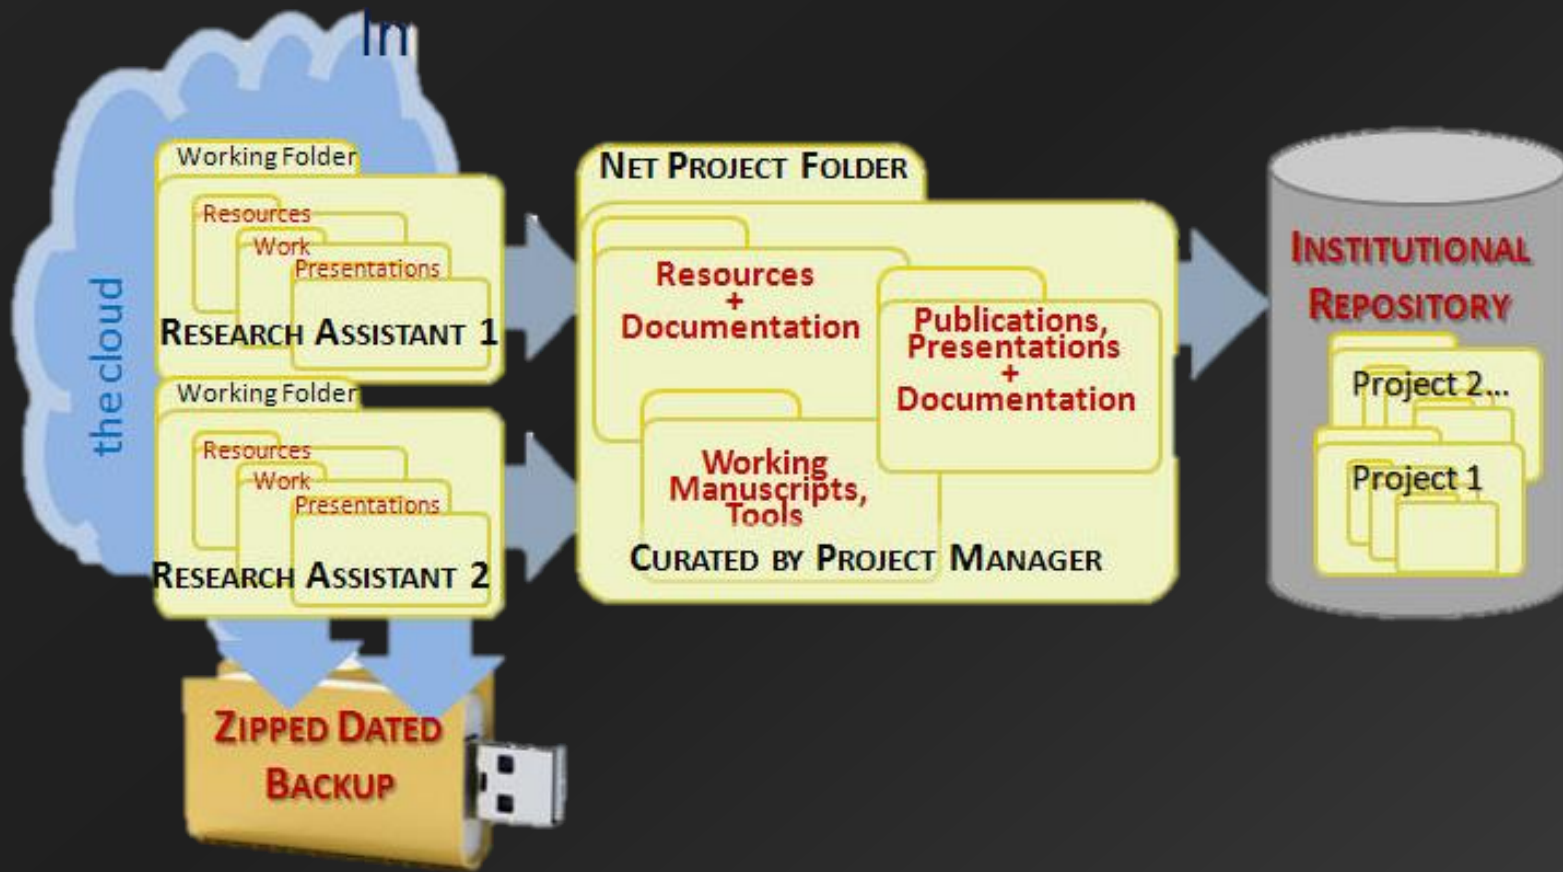 In
the cloud
Working Folder
Resources
Work
Presentations
RESEARCH ASSISTANT 1
Working Folder
Resources
Work
Presentations
RESEARCH ASSISTANT 2
ZIPPED DATED
BACKUP
NET PROJECT FOLDER
Resources
+
Documentation
Publications,
Presentations
+
Documentation
Working
Manuscripts,
Tools
CURATED BY PROJECT MANAGER
INSTITUTIONAL
REPOSITORY
Project 2...
Project 1